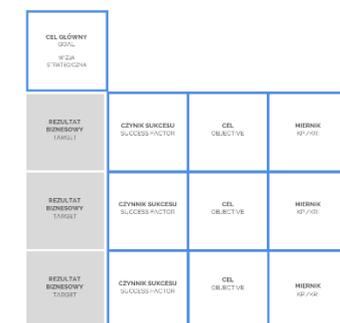 CEL GŁÓWNY
GOAL
WIZJA
STRATEGICZNA
REZULTAT
BIZNESOWY
TARGET
CZYNNIK SUKCESU
SUCCESS FACTOR
CEL
OBJECTIVE
MIERNIK
KPI/KRI
REZULTAT
BIZNESOWY
TARGET
CZYNNIK SUKCESU
SUCCESS FACTOR
CEL
OBJECTIVE
MIERNIK
KPI/KRI
REZULTAT
BIZNESOWY
TARGET
CZYNNIK SUKCESU
SUCCESS FACTOR
CEL
OBJECTIVE
MIERNIK
KPI/KRI